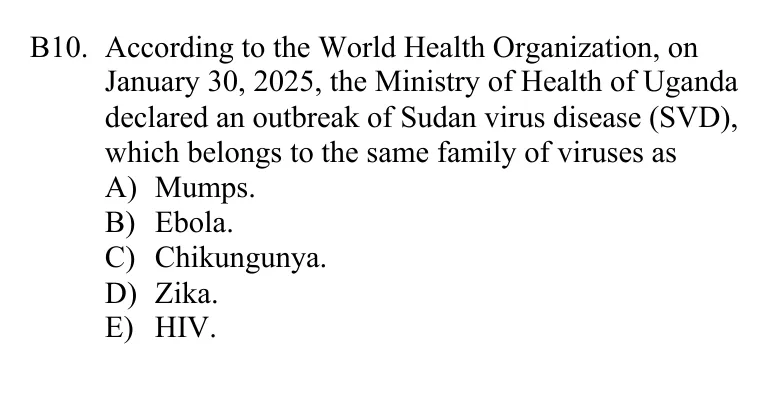 B10. According to the World Health Organization, on
January 30, 2025, the Ministry of Health of Uganda
declared an outbreak of Sudan virus disease (SVD),
which belongs to the same family of viruses as
A) Mumps.
B) Ebola.
C) Chikungunya.
D) Zika.
E) HIV.